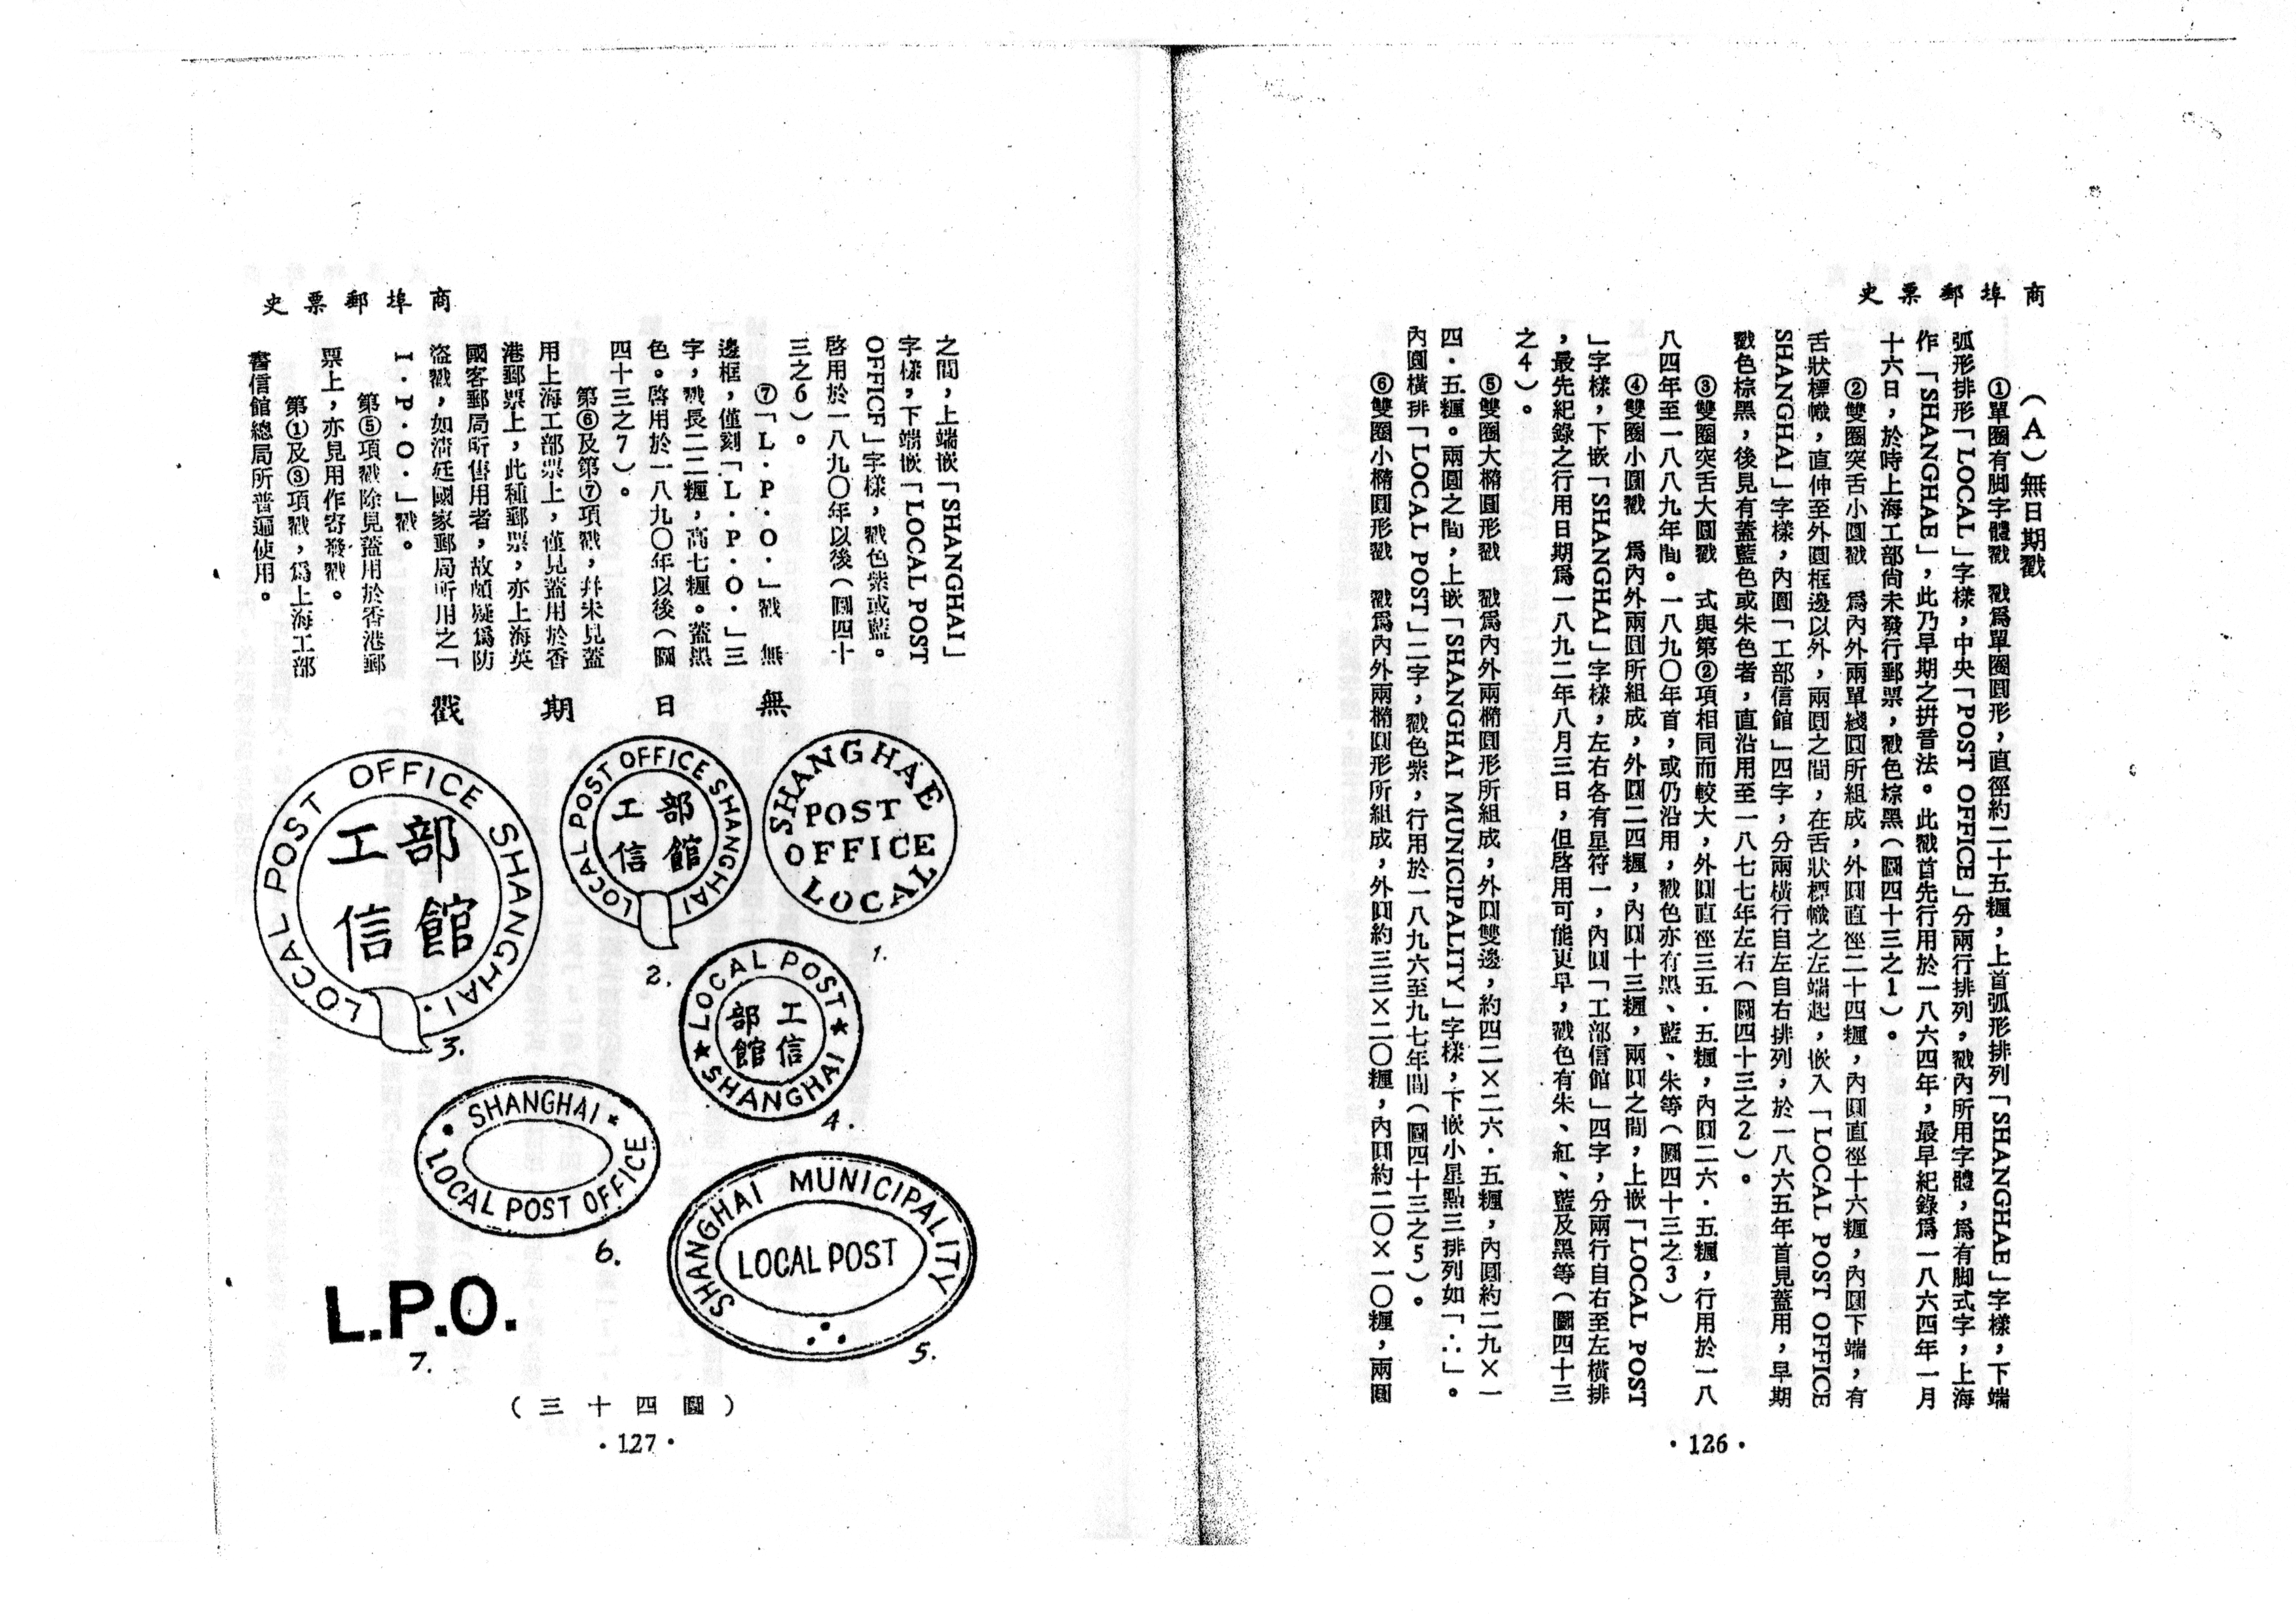 商埠郵票史
（A）無日期戳
①單圈有脚字體戳　戳爲單圈圓形，直徑約二十五糎，上首弧形排列「SHANGHAE」字樣，下端
弧形排形「LOCAL」字樣，中央「POST OFFICE」分兩行排列，戳內所用字體，爲有脚式字，上海
作「SHANGHAE」，此乃早期之拼音法。此戳首先行用於一八六四年，最早紀錄爲一八六四年一月
十六日，於時上海工部尙未發行郵票，戳色棕黑（圖四十三之1）。
②雙圈突舌小圓戳　爲內外兩單綫圓所組成，外圓直徑二十四糎，內圓直徑十六糎，內圓下端，有
舌狀標幟，直伸至外圓框邊以外，兩圓之間，在舌狀標幟之左端起，嵌入「LOCAL POST OFFICE
SHANGHAI」字樣，內圓「工部信館」四字，分兩橫行自左自右排列，於一八六五年首見蓋用，早期
戳色棕黑，後見有蓋藍色或朱色者，直沿用至一八七七年左右（圖四十三之2）。
③雙圈突舌大圓戳　式與第②項相同而較大，外圓直徑三五．五糎，內圓二六．五糎，行用於一八
八四年至一八八九年間。一八九〇年首，或仍沿用，戳色亦有黑、藍、朱等（圖四十三之3）
④雙圈小圓戳　爲內外兩圓所組成，外圓二四糎，內圓十三糎，兩圓之間，上嵌「LOCAL POST
」字樣，下嵌「SHANGHAI」字樣，左右各有星符一，內圓「工部信館」四字，分兩行自右至左橫排
，最先紀錄之行用日期爲一八九二年八月三日，但啓用可能更早，戳色有朱、紅、藍及黑等（圖四十三
之4）。
⑤雙圈大橢圓形戳　戳爲內外兩橢圓形所組成，外圓雙邊，約四二×二六．五糎，內圓約二九×一
四．五糎。兩圓之間，上嵌「SHANGHAI MUNICIPALITY」字樣，下嵌小星點三排列如「∴」。
內圓橫排「LOCAL POST」二字，戳色紫，行用於一八九六至九七年間（圖四十三之5）。
⑥雙圈小橢圓形戳　戳爲內外兩橢圓形所組成，外圓約三三×二〇糎，內圓約二〇×一〇糎，兩圓
·126·
商埠郵票史
之間，上端嵌「SHANGHAI」
字樣，下端嵌「LOCAL POST
OFFICE」字樣，戳色紫或藍。
啓用於一八九〇年以後（圖四十
三之6）。
⑦「L．P．O．」戳　無
邊框，僅刻「L．P．O．」三
字，戳長二二糎，高七糎。蓋黑
色。啓用於一八九〇年以後（圖
四十三之7）。
第⑥及第⑦項戳，幷未見蓋
用上海工部票上，僅見蓋用於香
港郵票上，此種郵票，亦上海英
國客郵局所售用者，故頗疑爲防
盜戳，如淸廷國家郵局所用之「
I．P．O．」戳。
第⑤項戳除見蓋用於香港郵
票上，亦見用作寄發戳。
第①及③項戳，爲上海工部
書信館總局所普遍使用。
無日期戳
SHANGHAE
POST
OFFICE
LOCAL
1.
LOCAL POST OFFICE SHANGHAI
工部
信館
2.
LOCAL POST OFFICE SHANGHAI.
工部
信館
3.
LOCAL POST
部工
館信
★SHANGHAI★
4.
SHANGHAI MUNICIPALITY
LOCAL POST
∴
5.
SHANGHAI
LOCAL POST OFFICE
6.
L.P.O.
7.
（圖四十三）
·127·